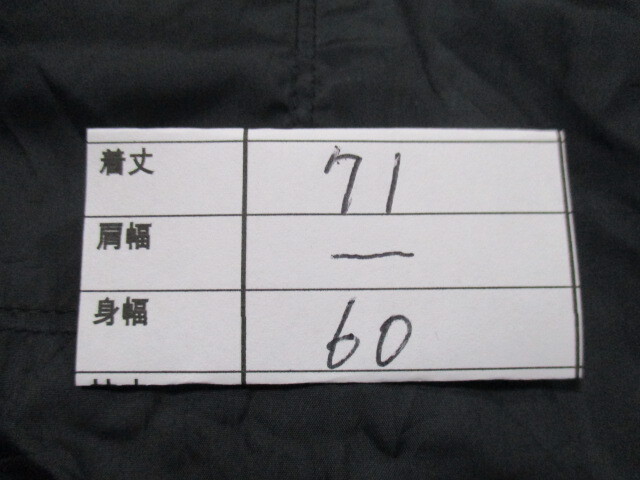 着丈 71
肩幅 —
身幅 60